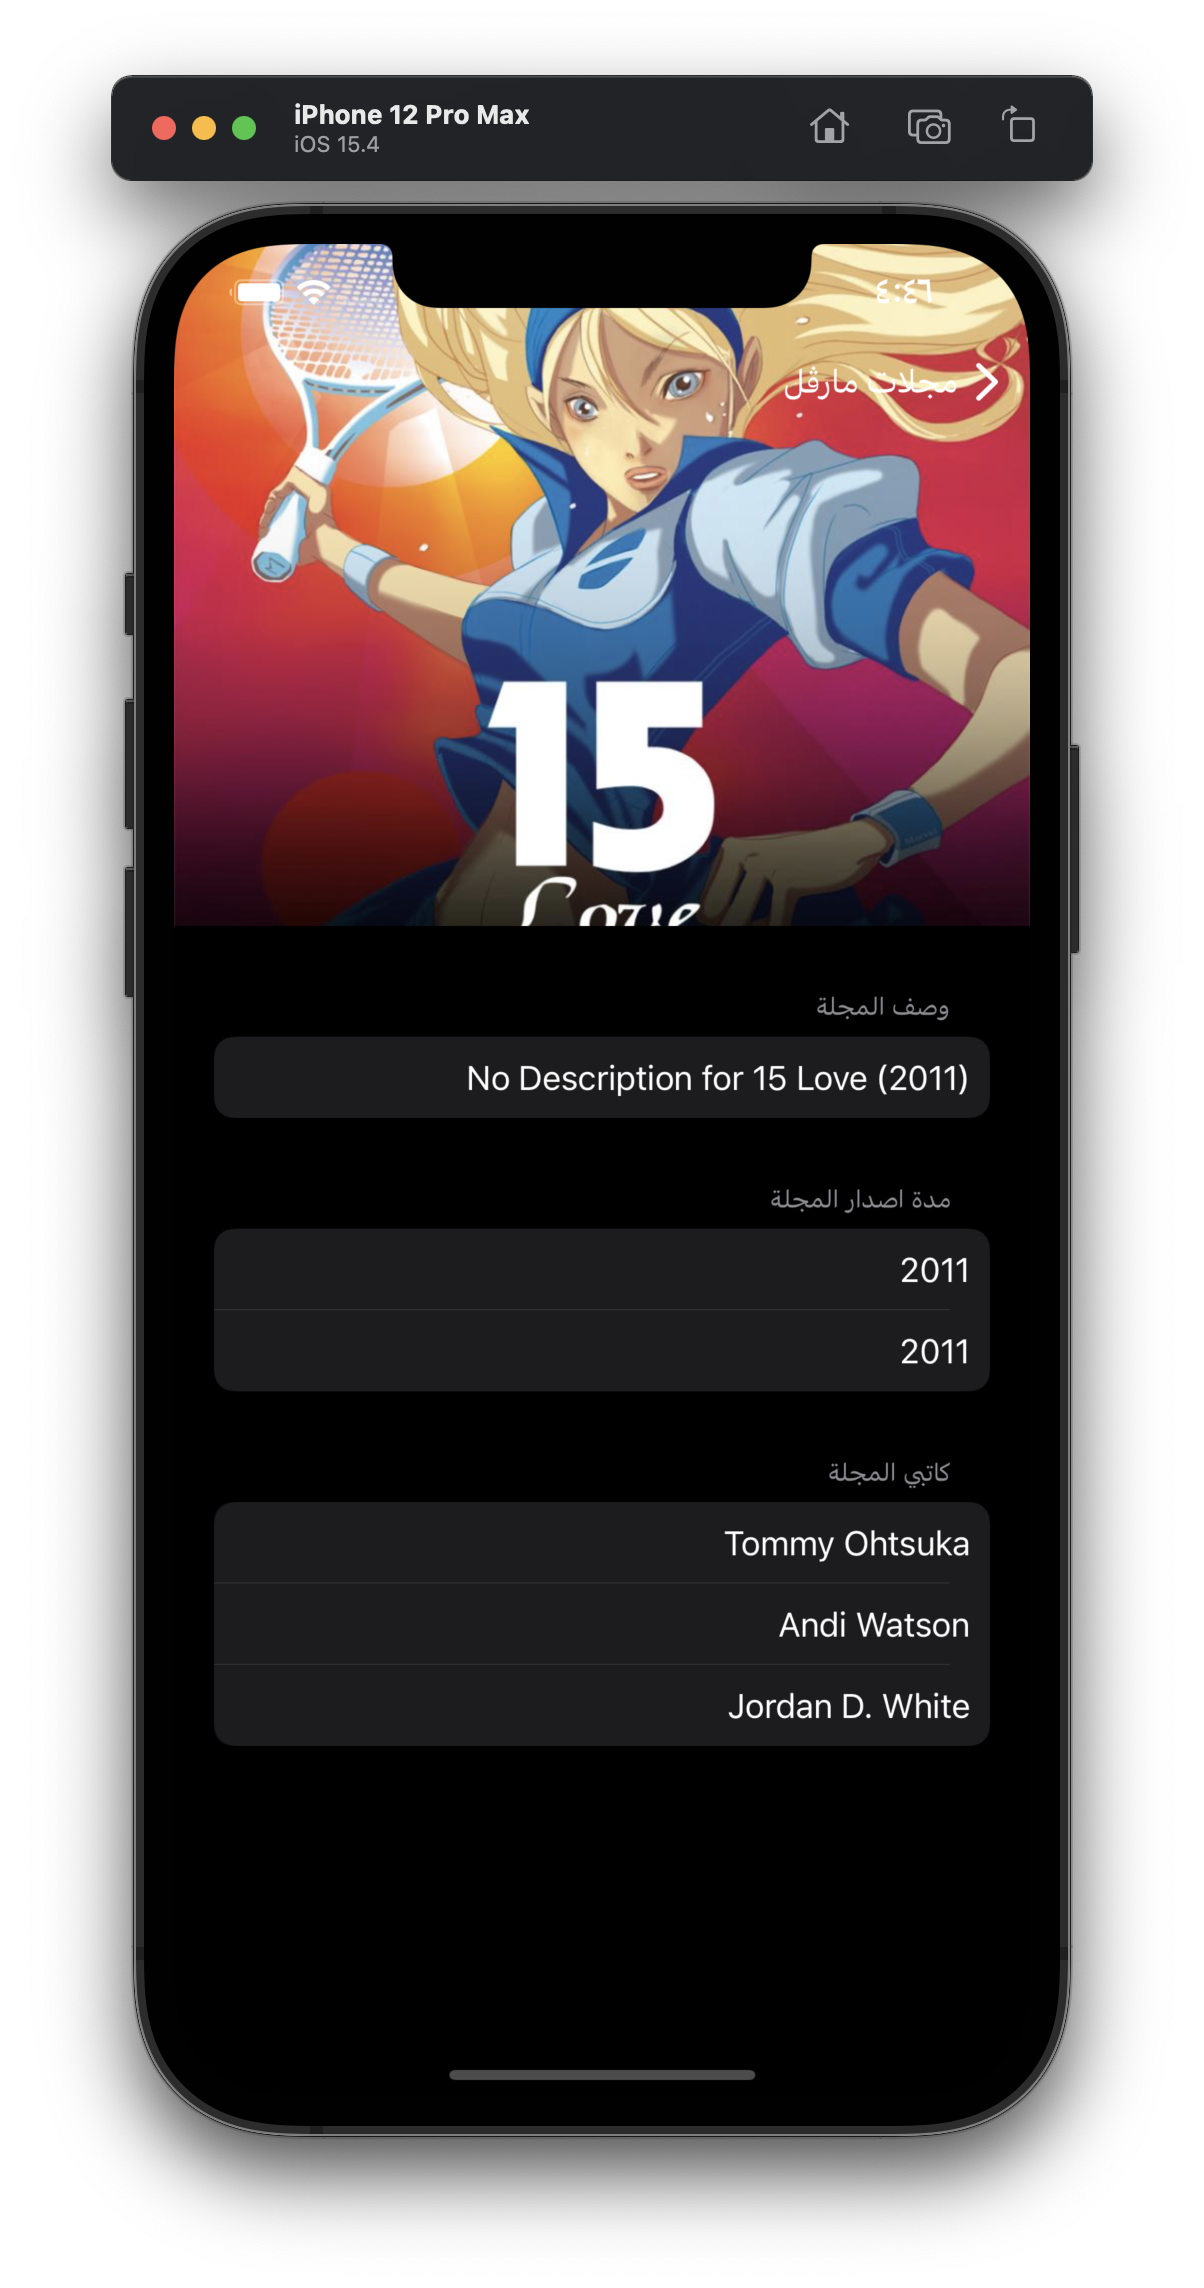 iPhone 12 Pro Max
iOS 15.4
٤:٤٦
مجلات مارڤل
15
Love
وصف المجلة
No Description for 15 Love (2011)
مدة اصدار المجلة
2011
2011
كاتبي المجلة
Tommy Ohtsuka
Andi Watson
Jordan D. White